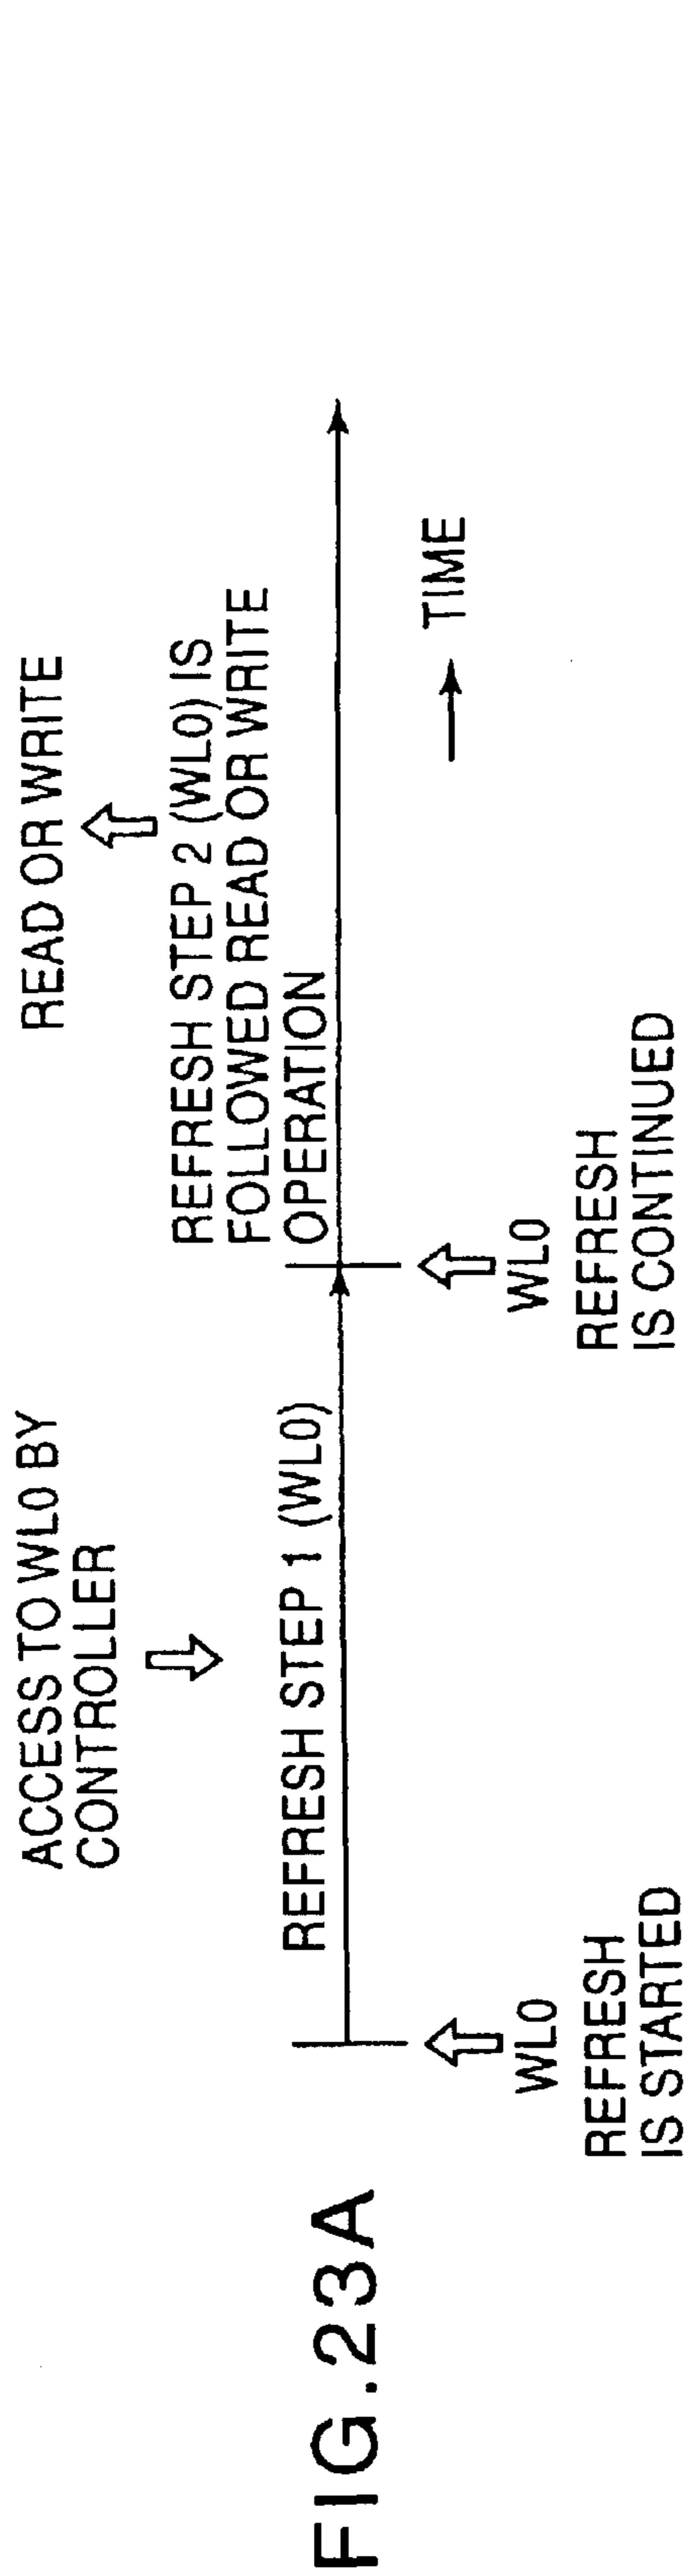 FIG.23A
ACCESS TO WL0 BY
CONTROLLER
READ OR WRITE
REFRESH STEP 1 (WL0)
REFRESH STEP 2 (WL0) IS
FOLLOWED READ OR WRITE
OPERATION
TIME
WL0
REFRESH
IS STARTED
WL0
REFRESH
IS CONTINUED